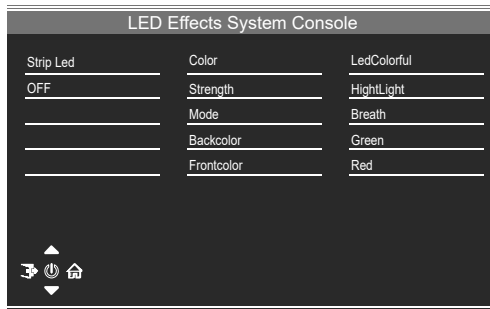 LED Effects System Console
Strip Led Color LedColorful
OFF Strength HightLight
Mode Breath
Backcolor Green
Frontcolor Red